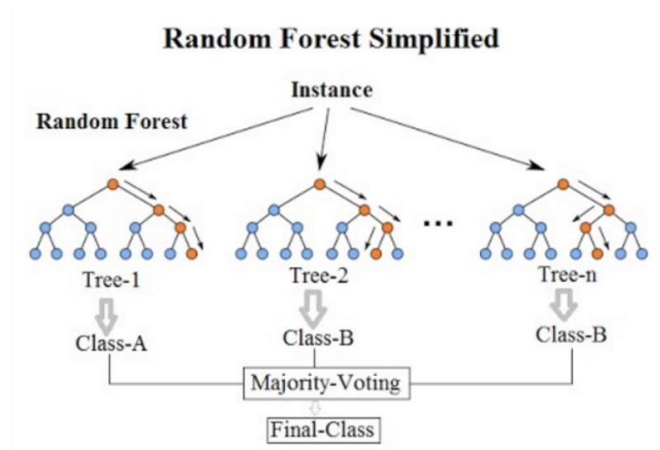 Random Forest Simplified
Instance
Random Forest
...
Tree-1
Tree-2
Tree-n
Class-A
Class-B
Class-B
Majority-Voting
Final-Class